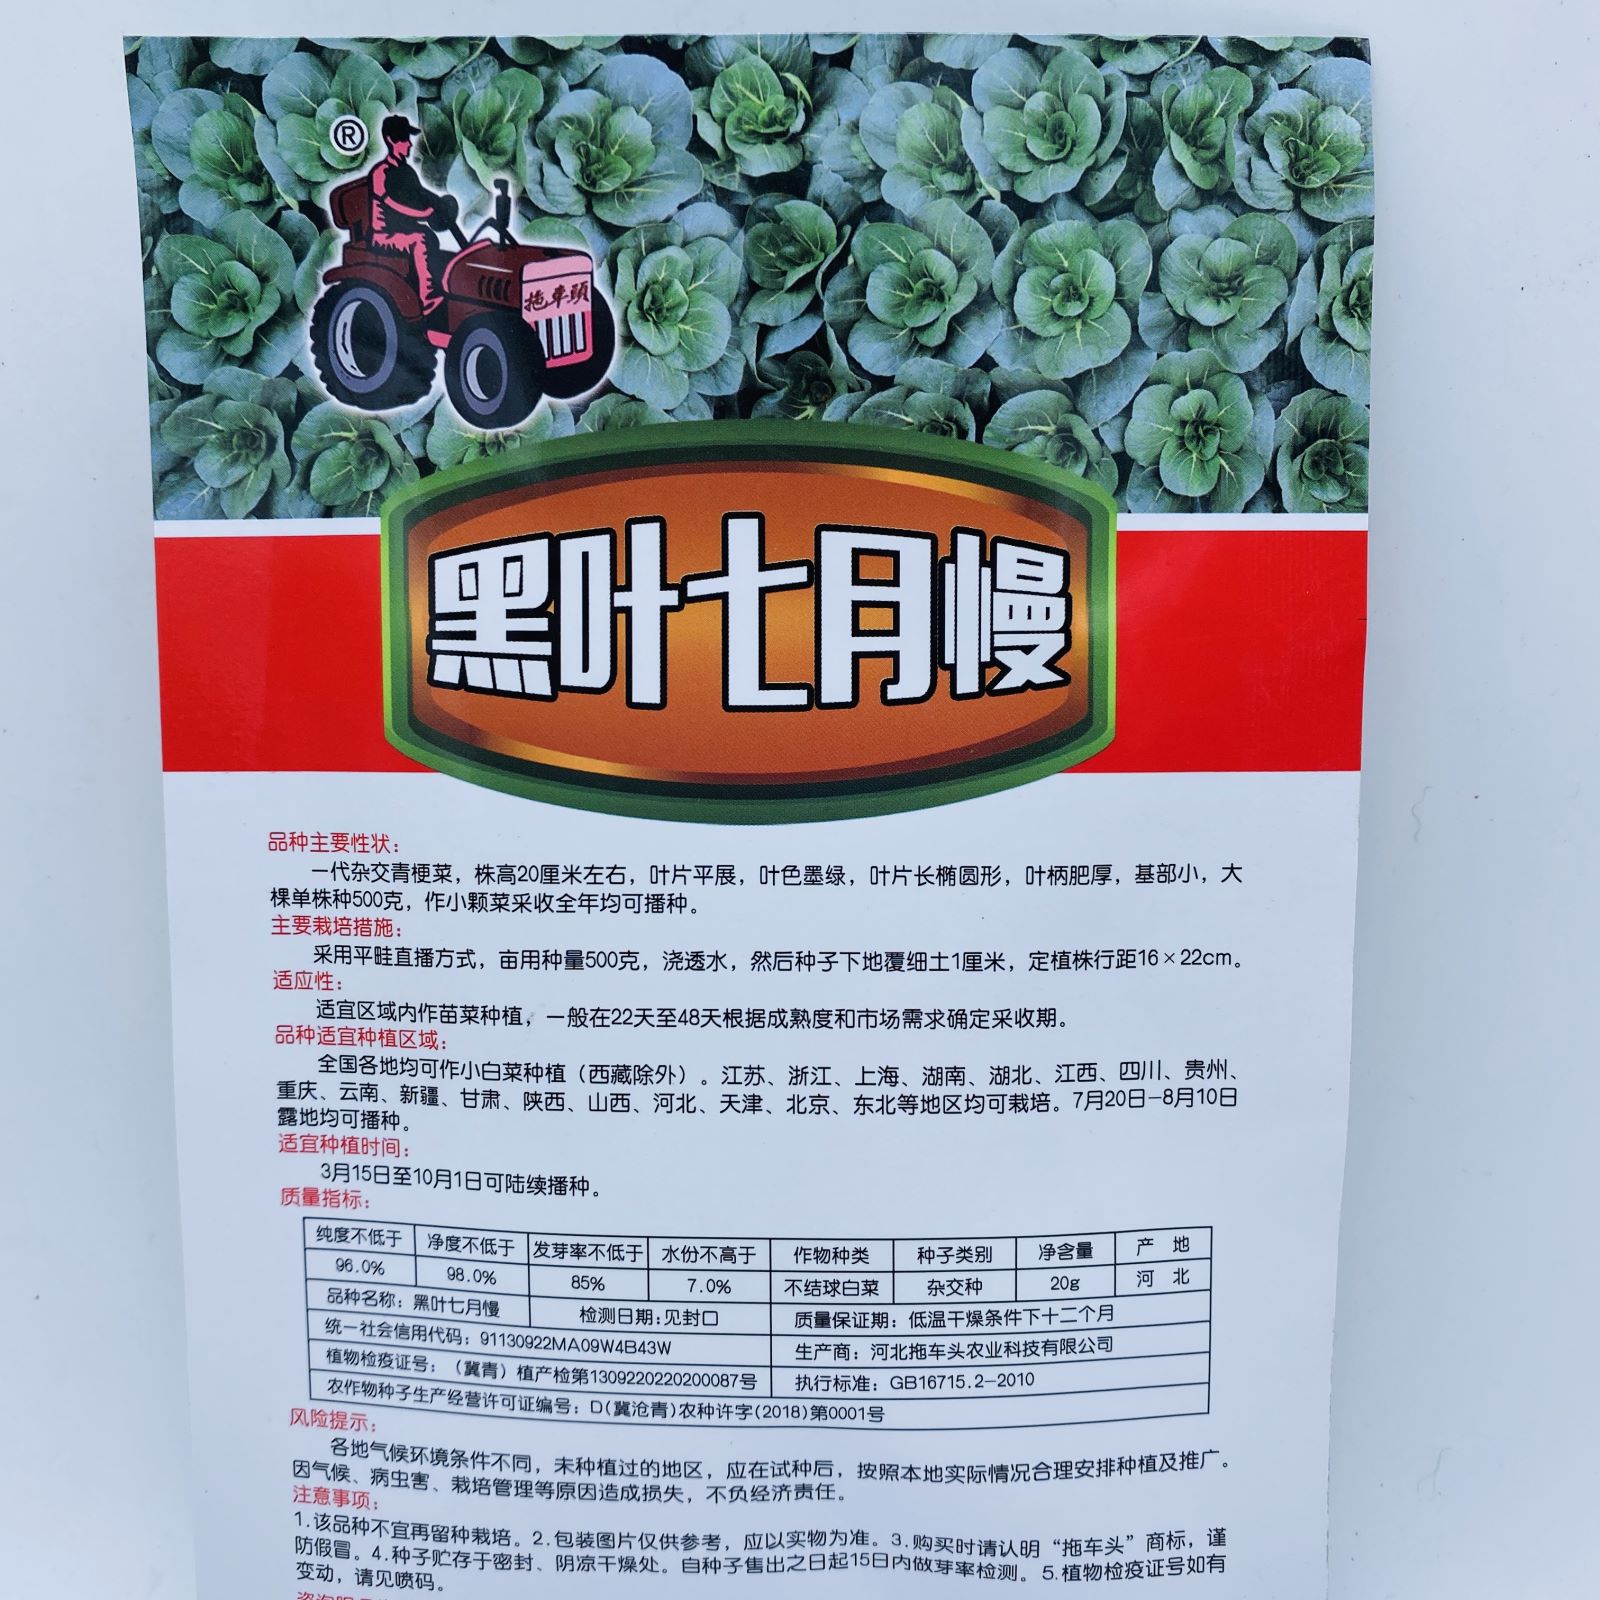 ®
拖車頭
黑叶七月慢
品种主要性状：
一代杂交青梗菜，株高20厘米左右，叶片平展，叶色墨绿，叶片长椭圆形，叶柄肥厚，基部小，大
棵单株种500克，作小颗菜采收全年均可播种。
主要栽培措施：
采用平畦直播方式，亩用种量500克，浇透水，然后种子下地覆细土1厘米，定植株行距16×22cm。
适应性：
适宜区域内作苗菜种植，一般在22天至48天根据成熟度和市场需求确定采收期。
品种适宜种植区域：
全国各地均可作小白菜种植（西藏除外）。江苏、浙江、上海、湖南、湖北、江西、四川、贵州、
重庆、云南、新疆、甘肃、陕西、山西、河北、天津、北京、东北等地区均可栽培。7月20日-8月10日
露地均可播种。
适宜种植时间：
3月15日至10月1日可陆续播种。
质量指标：
纯度不低于 净度不低于 发芽率不低于 水份不高于 作物种类 种子类别 净含量 产 地
96.0% 98.0% 85% 7.0% 不结球白菜 杂交种 20g 河 北
品种名称：黑叶七月慢 检测日期：见封口 质量保证期：低温干燥条件下十二个月
统一社会信用代码：91130922MA09W4B43W 生产商：河北拖车头农业科技有限公司
植物检疫证号：（冀青）植产检第1309220220200087号 执行标准：GB16715.2-2010
农作物种子生产经营许可证编号：D(冀沧青)农种许字(2018)第0001号
风险提示：
各地气候环境条件不同，未种植过的地区，应在试种后，按照本地实际情况合理安排种植及推广。
因气候、病虫害、栽培管理等原因造成损失，不负经济责任。
注意事项：
1.该品种不宜再留种栽培。2.包装图片仅供参考，应以实物为准。3.购买时请认明“拖车头”商标，谨
防假冒。4.种子贮存于密封、阴凉干燥处。自种子售出之日起15日内做芽率检测。5.植物检疫证号如有
变动，请见喷码。